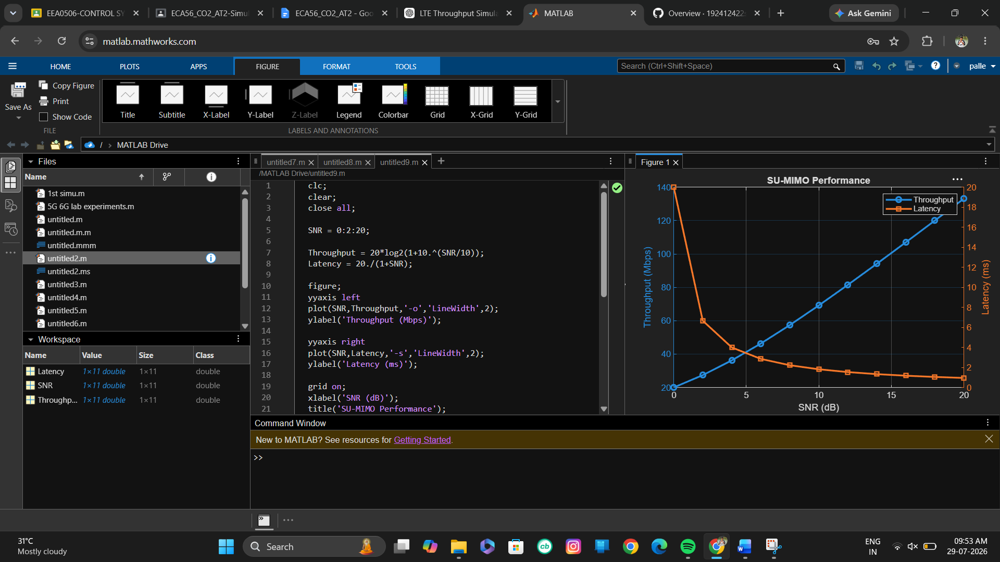 EEA0506-CONTROL SY
ECA56_CO2_AT2-Simul
ECA56_CO2_AT2 - Goo
LTE Throughput Simula
MATLAB
Overview · 192412422
Ask Gemini
matlab.mathworks.com
HOME
PLOTS
APPS
FIGURE
FORMAT
TOOLS
Search (Ctrl+Shift+Space)
palle
Save As
Copy Figure
Print
Show Code
FILE
Title
Subtitle
X-Label
Y-Label
Z-Label
Legend
Colorbar
Grid
X-Grid
Y-Grid
LABELS AND ANNOTATIONS
/ › MATLAB Drive
Files
Name
1st simu.m
5G 6G lab experiments.m
untitled.m
untitled.m.m
untitled.mmm
untitled2.m
untitled2.ms
untitled3.m
untitled4.m
untitled5.m
untitled6.m
Workspace
Name Value Size Class
Latency 1×11 double 1×11 double
SNR 1×11 double 1×11 double
Throughp... 1×11 double 1×11 double
untitled7.m
untitled8.m
untitled9.m
/MATLAB Drive/untitled9.m
1 clc;
2 clear;
3 close all;
4
5 SNR = 0:2:20;
6
7 Throughput = 20*log2(1+10.^(SNR/10));
8 Latency = 20./(1+SNR);
9
10 figure;
11 yyaxis left
12 plot(SNR,Throughput,'-o','LineWidth',2);
13 ylabel('Throughput (Mbps)');
14
15 yyaxis right
16 plot(SNR,Latency,'-s','LineWidth',2);
17 ylabel('Latency (ms)');
18
19 grid on;
20 xlabel('SNR (dB)');
21 title('SU-MIMO Performance');
Figure 1
SU-MIMO Performance
Throughput
Latency
Throughput (Mbps)
140
120
100
80
60
40
20
Latency (ms)
20
18
16
14
12
10
8
6
4
2
0
0 5 10 15 20
SNR (dB)
Command Window
New to MATLAB? See resources for Getting Started.
>>
31°C
Mostly cloudy
Search
cb
ENG
IN
09:53 AM
29-07-2026